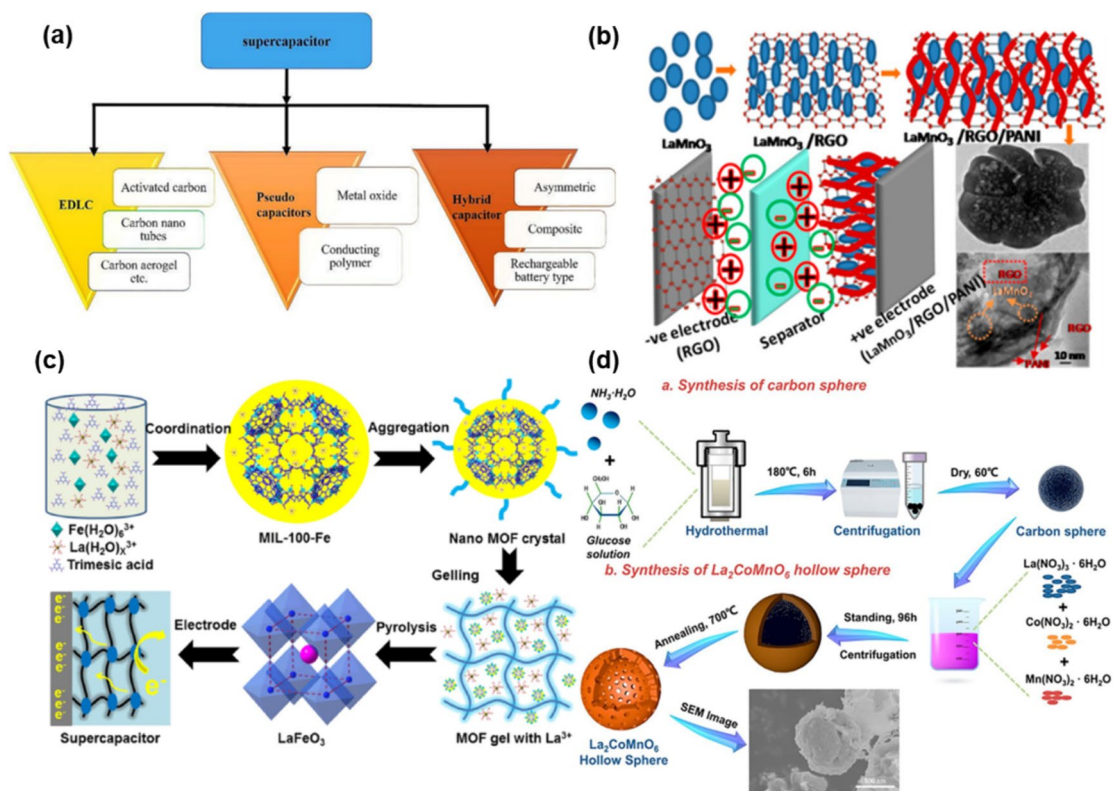 (a)
supercapacitor
EDLC
Activated carbon
Carbon nano
tubes
Carbon aerogel
etc.
Pseudo
capacitors
Metal oxide
Conducting
polymer
Hybrid
capacitor
Asymmetric
Composite
Rechargeable
battery type
(b)
LaMnO₃
LaMnO₃/RGO
LaMnO₃/RGO/PANI
-ve electrode
(RGO)
Separator
+ve electrode
(LaMnO₃/RGO/PANI)
RGO
LaMnO₃
RGO
PANI
10 nm
(c)
Coordination
Aggregation
Fe(H₂O)₆³⁺
La(H₂O)ₓ³⁺
Trimesic acid
MIL-100-Fe
Nano MOF crystal
Gelling
Electrode
Pyrolysis
e⁻
e⁻
e⁻
e⁻
e⁻
e⁻
e⁻
e⁻
e⁻
e⁻
Supercapacitor
LaFeO₃
MOF gel with La³⁺
(d)
a. Synthesis of carbon sphere
NH₃·H₂O
+
Glucose
solution
Hydrothermal
180℃, 6h
Centrifugation
Dry, 60℃
Carbon sphere
b. Synthesis of La₂CoMnO₆ hollow sphere
La(NO₃)₃ · 6H₂O
+
Co(NO₃)₂ · 6H₂O
+
Mn(NO₃)₂ · 6H₂O
Standing, 96h
Centrifugation
Annealing, 700℃
La₂CoMnO₆
Hollow Sphere
SEM Image